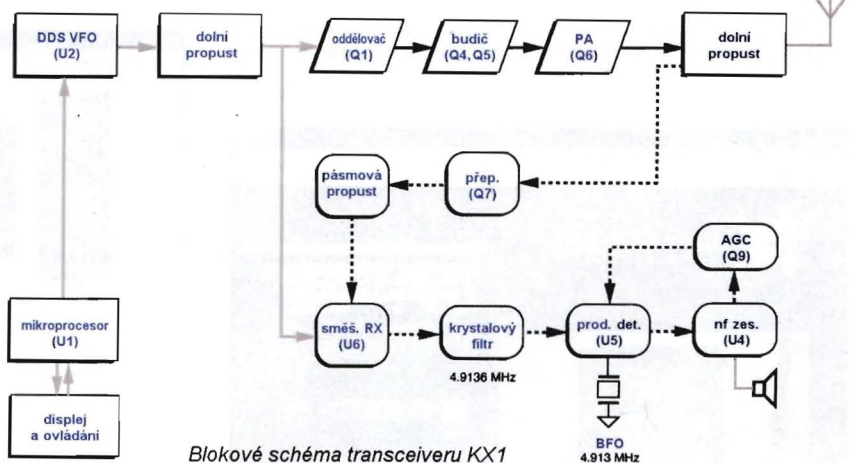 DDS VFO
(U2)
dolní
propust
oddělovač
(Q1)
budič
(Q4, Q5)
PA
(Q6)
dolní
propust
pásmová
propust
přep.
(Q7)
AGC
(Q9)
mikroprocesor
(U1)
směš. RX
(U6)
krystalový
filtr
prod. det.
(U5)
nf zes.
(U4)
4.9136 MHz
displej
a ovládání
BFO
4.913 MHz
Blokové schéma transceiveru KX1